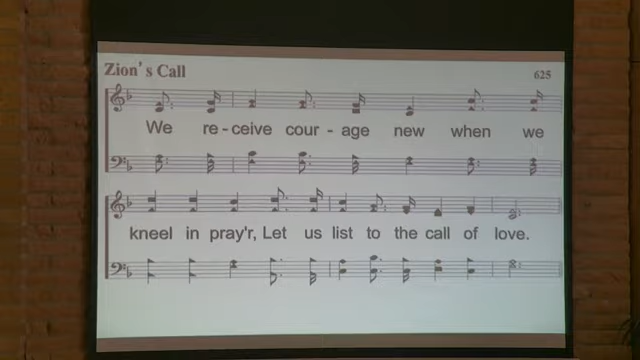 Zion's Call
625
We re-ceive cour-age new when we
kneel in pray'r, Let us list to the call of love.